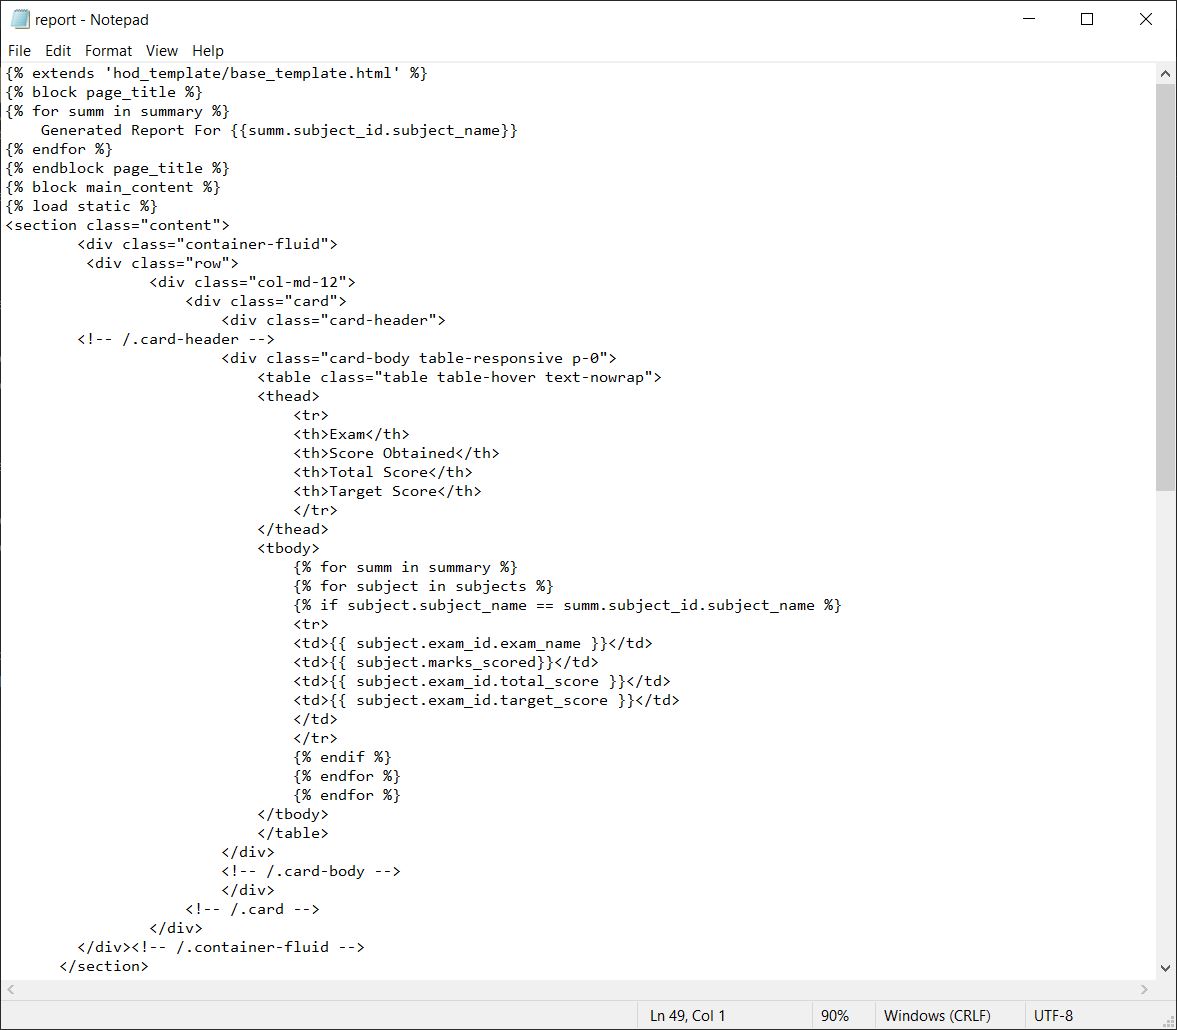 report - Notepad
File Edit Format View Help
{% extends 'hod_template/base_template.html' %}
{% block page_title %}
{% for summ in summary %}
    Generated Report For {{summ.subject_id.subject_name}}
{% endfor %}
{% endblock page_title %}
{% block main_content %}
{% load static %}
<section class="content">
        <div class="container-fluid">
         <div class="row">
                <div class="col-md-12">
                    <div class="card">
                        <div class="card-header">
        <!-- /.card-header -->
                        <div class="card-body table-responsive p-0">
                            <table class="table table-hover text-nowrap">
                            <thead>
                                <tr>
                                <th>Exam</th>
                                <th>Score Obtained</th>
                                <th>Total Score</th>
                                <th>Target Score</th>
                                </tr>
                            </thead>
                            <tbody>
                                {% for summ in summary %}
                                {% for subject in subjects %}
                                {% if subject.subject_name == summ.subject_id.subject_name %}
                                <tr>
                                <td>{{ subject.exam_id.exam_name }}</td>
                                <td>{{ subject.marks_scored}}</td>
                                <td>{{ subject.exam_id.total_score }}</td>
                                <td>{{ subject.exam_id.target_score }}</td>
                                </td>
                                </tr>
                                {% endif %}
                                {% endfor %}
                                {% endfor %}
                            </tbody>
                            </table>
                        </div>
                        <!-- /.card-body -->
                        </div>
                    <!-- /.card -->
                </div>
        </div><!-- /.container-fluid -->
      </section>
Ln 49, Col 1 90% Windows (CRLF) UTF-8